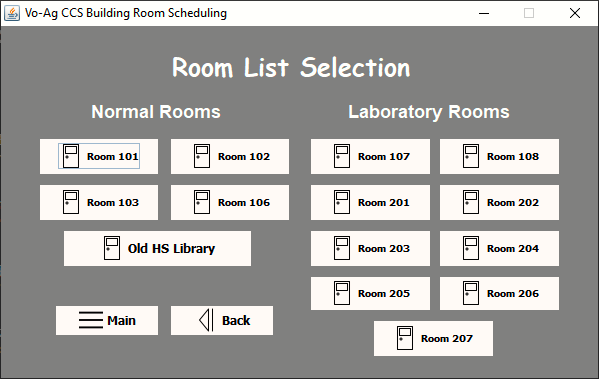 Vo-Ag CCS Building Room Scheduling
Room List Selection
Normal Rooms
Room 101 Room 102
Room 103 Room 106
Old HS Library
Main Back
Laboratory Rooms
Room 107 Room 108
Room 201 Room 202
Room 203 Room 204
Room 205 Room 206
Room 207